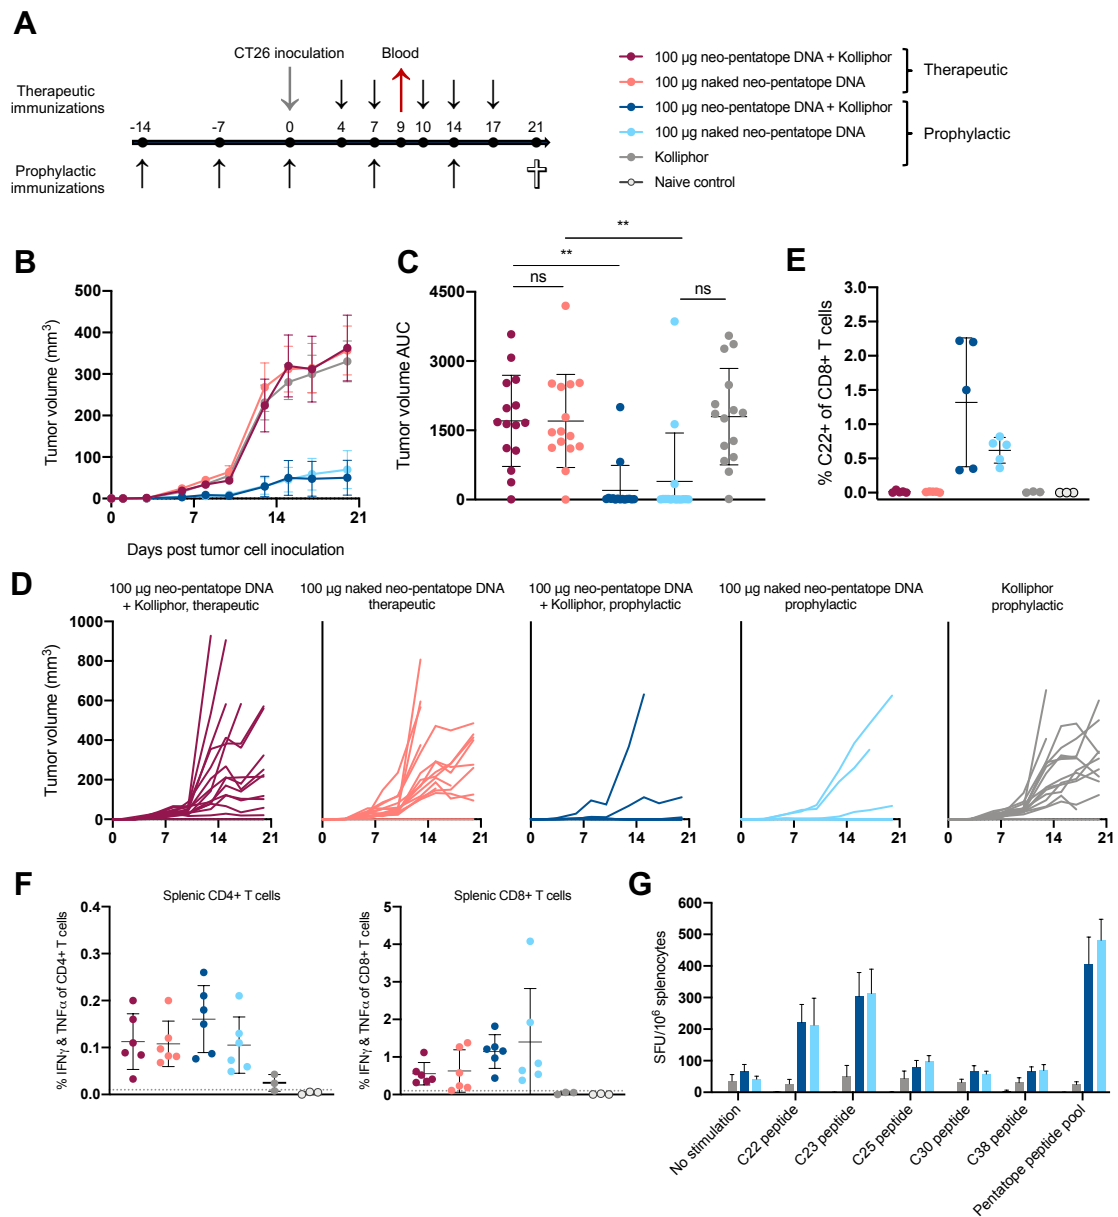 A
CT26 inoculation
Blood
Therapeutic
immunizations
-14 -7 0 4 7 9 10 14 17 21
Prophylactic
immunizations
100 µg neo-pentatope DNA + Kolliphor
100 µg naked neo-pentatope DNA
Therapeutic
100 µg neo-pentatope DNA + Kolliphor
100 µg naked neo-pentatope DNA
Kolliphor
Prophylactic
Naive control
B
Tumor volume (mm³)
500
400
300
200
100
0
0 7 14 21
Days post tumor cell inoculation
C
**
**
ns
ns
Tumor volume AUC
4500
3000
1500
0
E
% C22+ of CD8+ T cells
3.0
2.5
2.0
1.5
1.0
0.5
0.0
D
100 µg neo-pentatope DNA
+ Kolliphor, therapeutic
100 µg naked neo-pentatope DNA
therapeutic
100 µg neo-pentatope DNA
+ Kolliphor, prophylactic
100 µg naked neo-pentatope DNA
prophylactic
Kolliphor
prophylactic
Tumor volume (mm³)
1000
800
600
400
200
0
0 7 14 21
7 14 21
7 14 21
7 14 21
0 7 14 21
F
Splenic CD4+ T cells
% IFNγ & TNFα of CD4+ T cells
0.4
0.3
0.2
0.1
0.0
Splenic CD8+ T cells
% IFNγ & TNFα of CD8+ T cells
5
4
3
2
1
0
G
SFU/10⁶ splenocytes
600
500
400
300
200
100
0
No stimulation
C22 peptide
C23 peptide
C25 peptide
C30 peptide
C38 peptide
Pentatope peptide pool